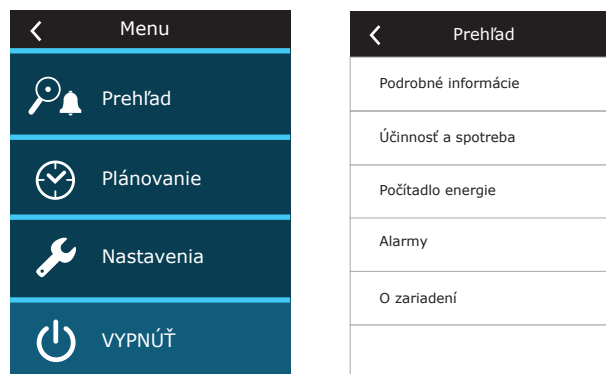 Menu
Prehľad
Plánovanie
Nastavenia
VYPNÚŤ
Prehľad
Podrobné informácie
Účinnosť a spotreba
Počítadlo energie
Alarmy
O zariadení